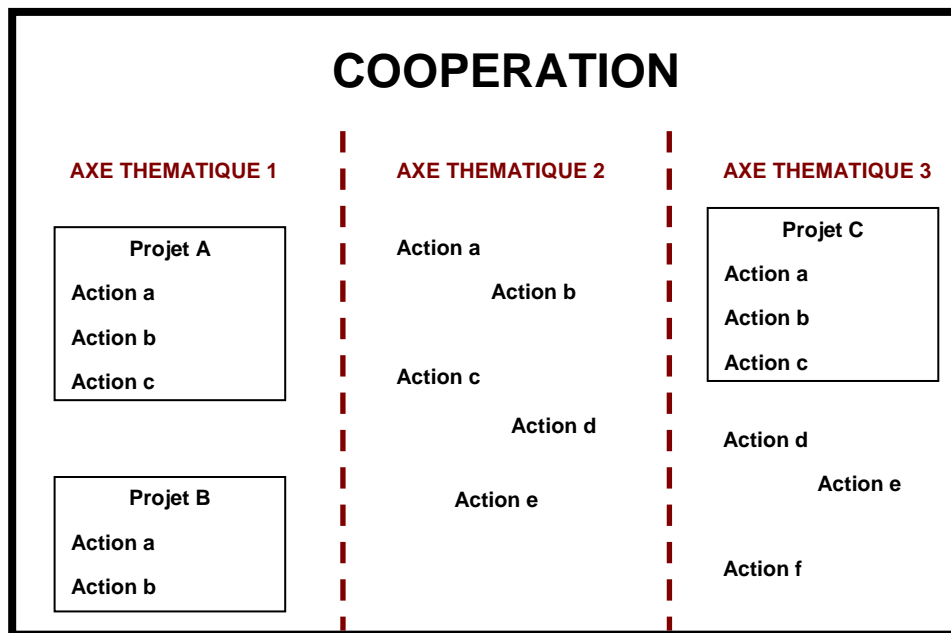 COOPERATION
AXE THEMATIQUE 1
Projet A
Action a
Action b
Action c
Projet B
Action a
Action b
AXE THEMATIQUE 2
Action a
Action b
Action c
Action d
Action e
AXE THEMATIQUE 3
Projet C
Action a
Action b
Action c
Action d
Action e
Action f